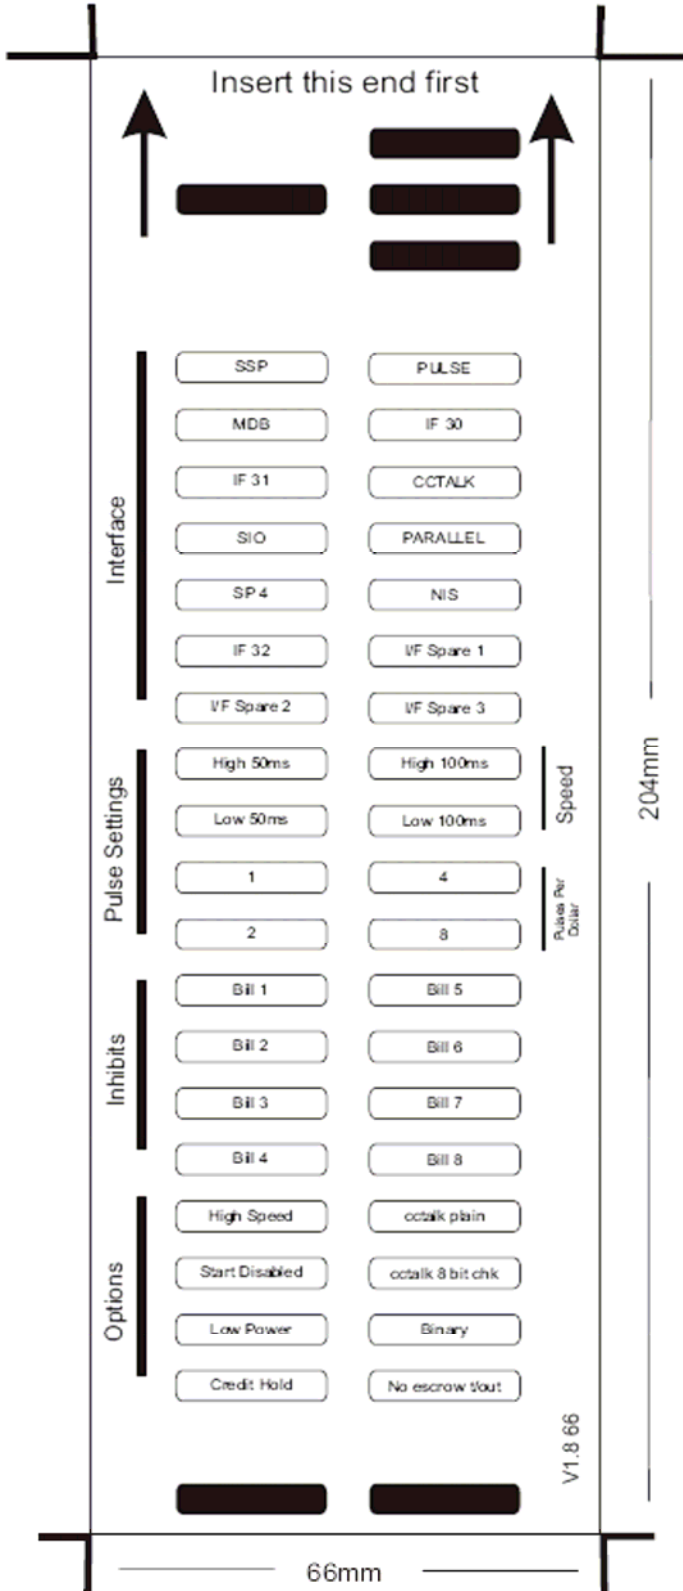 Insert this end first
Interface
SSP PULSE
MDB IF 30
IF 31 CCTALK
SIO PARALLEL
SP4 NIS
IF 32 I/F Spare 1
I/F Spare 2 I/F Spare 3
Pulse Settings
High 50ms High 100ms
Low 50ms Low 100ms
Speed
1 4
2 8
Pulses Per
Dollar
Inhibits
Bill 1 Bill 5
Bill 2 Bill 6
Bill 3 Bill 7
Bill 4 Bill 8
Options
High Speed cctalk plain
Start Disabled cctalk 8 bit chk
Low Power Binary
Credit Hold No escrow t/out
V1.8 66
204mm
66mm